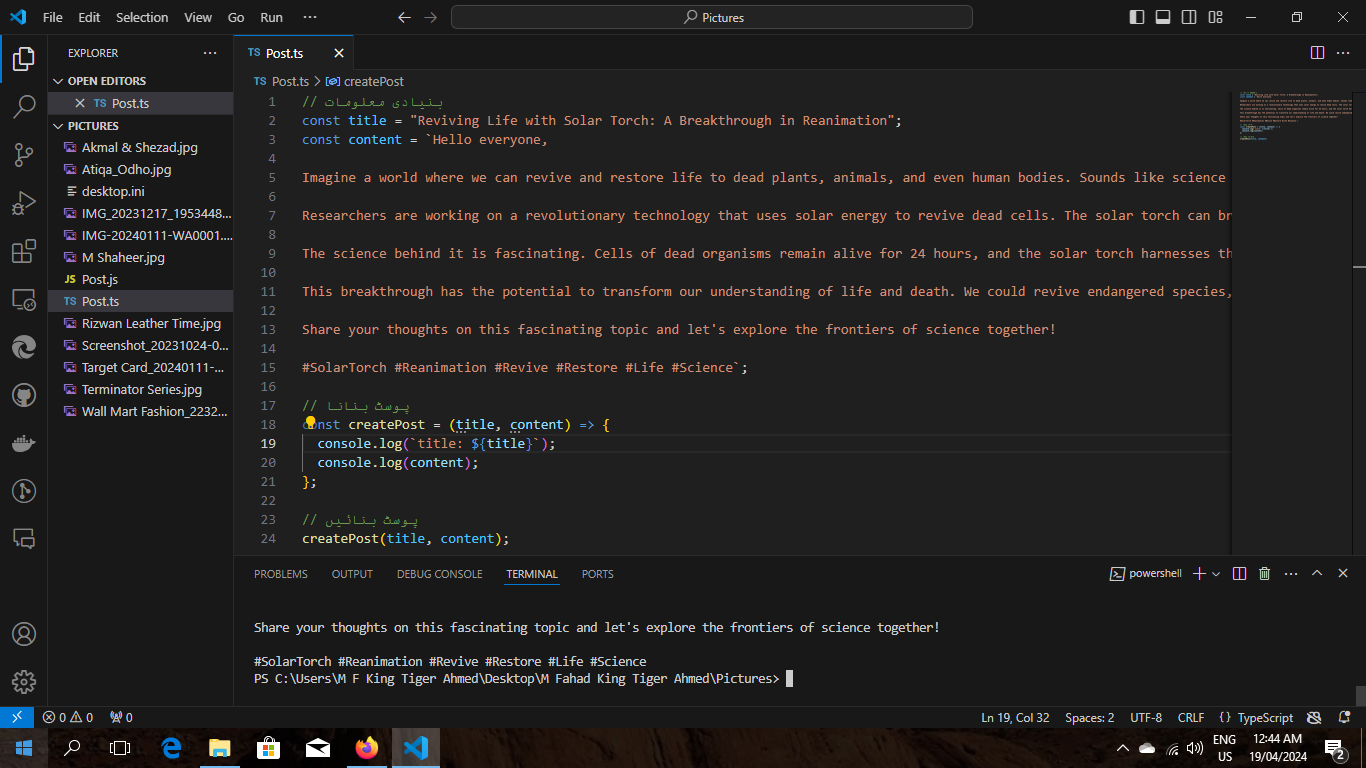 File Edit Selection View Go Run ···
Pictures
EXPLORER ···
OPEN EDITORS
TS Post.ts
PICTURES
Akmal & Shezad.jpg
Atiqa_Odho.jpg
desktop.ini
IMG_20231217_1953448...
IMG-20240111-WA0001....
M Shaheer.jpg
JS Post.js
TS Post.ts
Rizwan Leather Time.jpg
Screenshot_20231024-0...
Target Card_20240111-...
Terminator Series.jpg
Wall Mart Fashion_2232...
TS Post.ts
TS Post.ts > createPost
1 // بنیادی معلومات
2 const title = "Reviving Life with Solar Torch: A Breakthrough in Reanimation";
3 const content = `Hello everyone,
4
5 Imagine a world where we can revive and restore life to dead plants, animals, and even human bodies. Sounds like science
6
7 Researchers are working on a revolutionary technology that uses solar energy to revive dead cells. The solar torch can br
8
9 The science behind it is fascinating. Cells of dead organisms remain alive for 24 hours, and the solar torch harnesses th
10
11 This breakthrough has the potential to transform our understanding of life and death. We could revive endangered species,
12
13 Share your thoughts on this fascinating topic and let's explore the frontiers of science together!
14
15 #SolarTorch #Reanimation #Revive #Restore #Life #Science`;
16
17 // پوسٹ بنانا
18 const createPost = (title, content) => {
19 console.log(`title: ${title}`);
20 console.log(content);
21 };
22
23 // پوسٹ بنائیں
24 createPost(title, content);
PROBLEMS OUTPUT DEBUG CONSOLE TERMINAL PORTS
powershell
Share your thoughts on this fascinating topic and let's explore the frontiers of science together!
#SolarTorch #Reanimation #Revive #Restore #Life #Science
PS C:\Users\M F King Tiger Ahmed\Desktop\M Fahad King Tiger Ahmed\Pictures>
0 0 0 Ln 19, Col 32 Spaces: 2 UTF-8 CRLF {} TypeScript
ENG
US
12:44 AM
19/04/2024
2